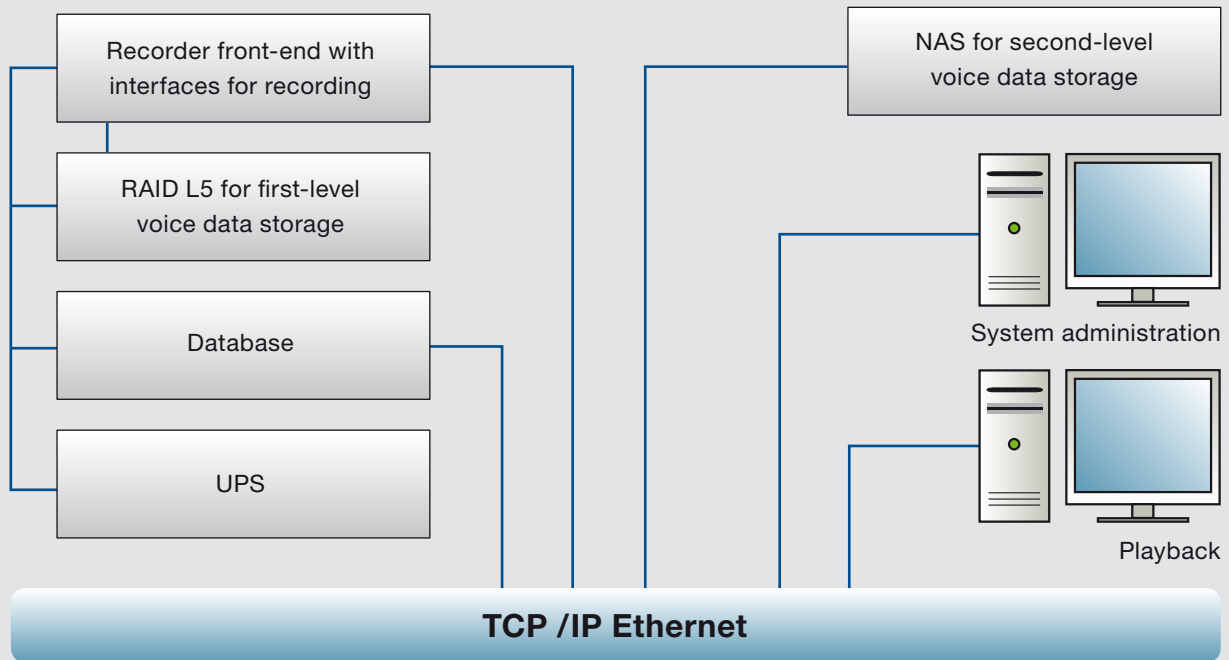 Recorder front-end with
interfaces for recording
RAID L5 for first-level
voice data storage
Database
UPS
NAS for second-level
voice data storage
System administration
Playback
TCP /IP Ethernet